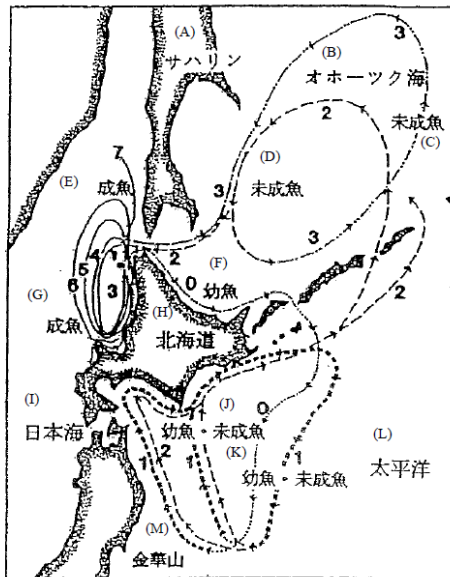 (A)
サハリン
(B)
オホーツク海
3
2
未成魚
(C)
(D)
未成魚
7
(E)
成魚
3
2
3
(F)
0
幼魚
2
1
4
5
6
3
(G)
(H)
成魚
北海道
(I)
日本海
(J)
0
幼魚・未成魚
(K)
(L)
太平洋
1
2
1
幼魚・未成魚
1
(M)
金華山